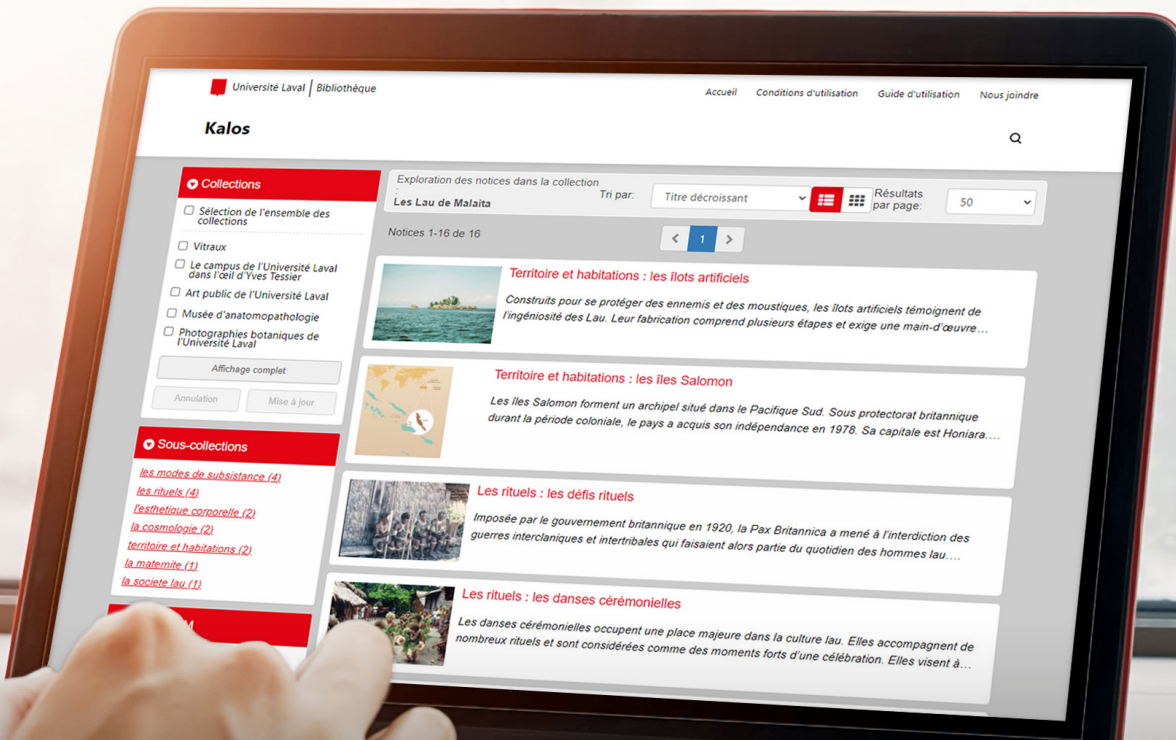 Université Laval | Bibliothèque
Accueil
Conditions d'utilisation
Guide d'utilisation
Nous joindre
Kalos
Collections
Sélection de l'ensemble des
collections
Vitraux
Le campus de l'Université Laval
dans l'œil d'Yves Tessier
Art public de l'Université Laval
Musée d'anatomopathologie
Photographies botaniques de
l'Université Laval
Affichage complet
Annulation
Mise à jour
Sous-collections
les modes de subsistance (4)
les rituels (4)
l'esthetique corporelle (2)
la cosmologie (2)
territoire et habitations (2)
la maternite (1)
la societe lau (1)
Exploration des notices dans la collection
:
Les Lau de Malaita
Tri par:
Titre décroissant
Résultats
par page:
50
Notices 1-16 de 16
< 1 >
Territoire et habitations : les îlots artificiels
Construits pour se protéger des ennemis et des moustiques, les îlots artificiels témoignent de
l'ingéniosité des Lau. Leur fabrication comprend plusieurs étapes et exige une main-d'œuvre…
Territoire et habitations : les îles Salomon
Les îles Salomon forment un archipel situé dans le Pacifique Sud. Sous protectorat britannique
durant la période coloniale, le pays a acquis son indépendance en 1978. Sa capitale est Honiara.…
Les rituels : les défis rituels
Imposée par le gouvernement britannique en 1920, la Pax Britannica a mené à l'interdiction des
guerres interclaniques et intertribales qui faisaient alors partie du quotidien des hommes lau.…
Les rituels : les danses cérémonielles
Les danses cérémonielles occupent une place majeure dans la culture lau. Elles accompagnent de
nombreux rituels et sont considérées comme des moments forts d'une célébration. Elles visent à…